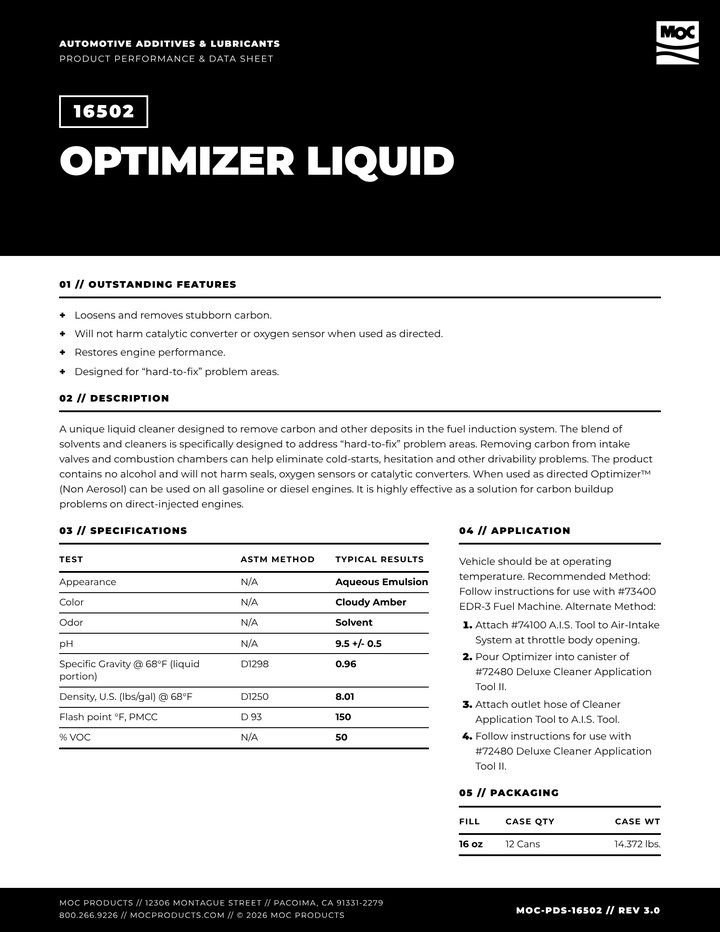 AUTOMOTIVE ADDITIVES & LUBRICANTS
PRODUCT PERFORMANCE & DATA SHEET
MOC
16502
OPTIMIZER LIQUID
01 // OUTSTANDING FEATURES
+ Loosens and removes stubborn carbon.
+ Will not harm catalytic converter or oxygen sensor when used as directed.
+ Restores engine performance.
+ Designed for “hard-to-fix” problem areas.
02 // DESCRIPTION
A unique liquid cleaner designed to remove carbon and other deposits in the fuel induction system. The blend of
solvents and cleaners is specifically designed to address “hard-to-fix” problem areas. Removing carbon from intake
valves and combustion chambers can help eliminate cold-starts, hesitation and other drivability problems. The product
contains no alcohol and will not harm seals, oxygen sensors or catalytic converters. When used as directed Optimizer™
(Non Aerosol) can be used on all gasoline or diesel engines. It is highly effective as a solution for carbon buildup
problems on direct-injected engines.
03 // SPECIFICATIONS
TEST ASTM METHOD TYPICAL RESULTS
Appearance N/A Aqueous Emulsion
Color N/A Cloudy Amber
Odor N/A Solvent
pH N/A 9.5 +/- 0.5
Specific Gravity @ 68°F (liquid D1298 0.96
portion)
Density, U.S. (lbs/gal) @ 68°F D1250 8.01
Flash point °F, PMCC D 93 150
% VOC N/A 50
04 // APPLICATION
Vehicle should be at operating
temperature. Recommended Method:
Follow instructions for use with #73400
EDR-3 Fuel Machine. Alternate Method:
1. Attach #74100 A.I.S. Tool to Air-Intake
System at throttle body opening.
2. Pour Optimizer into canister of
#72480 Deluxe Cleaner Application
Tool II.
3. Attach outlet hose of Cleaner
Application Tool to A.I.S. Tool.
4. Follow instructions for use with
#72480 Deluxe Cleaner Application
Tool II.
05 // PACKAGING
FILL CASE QTY CASE WT
16 oz 12 Cans 14.372 lbs.
MOC PRODUCTS // 12306 MONTAGUE STREET // PACOIMA, CA 91331-2279
800.266.9226 // MOCPRODUCTS.COM // © 2026 MOC PRODUCTS
MOC-PDS-16502 // REV 3.0